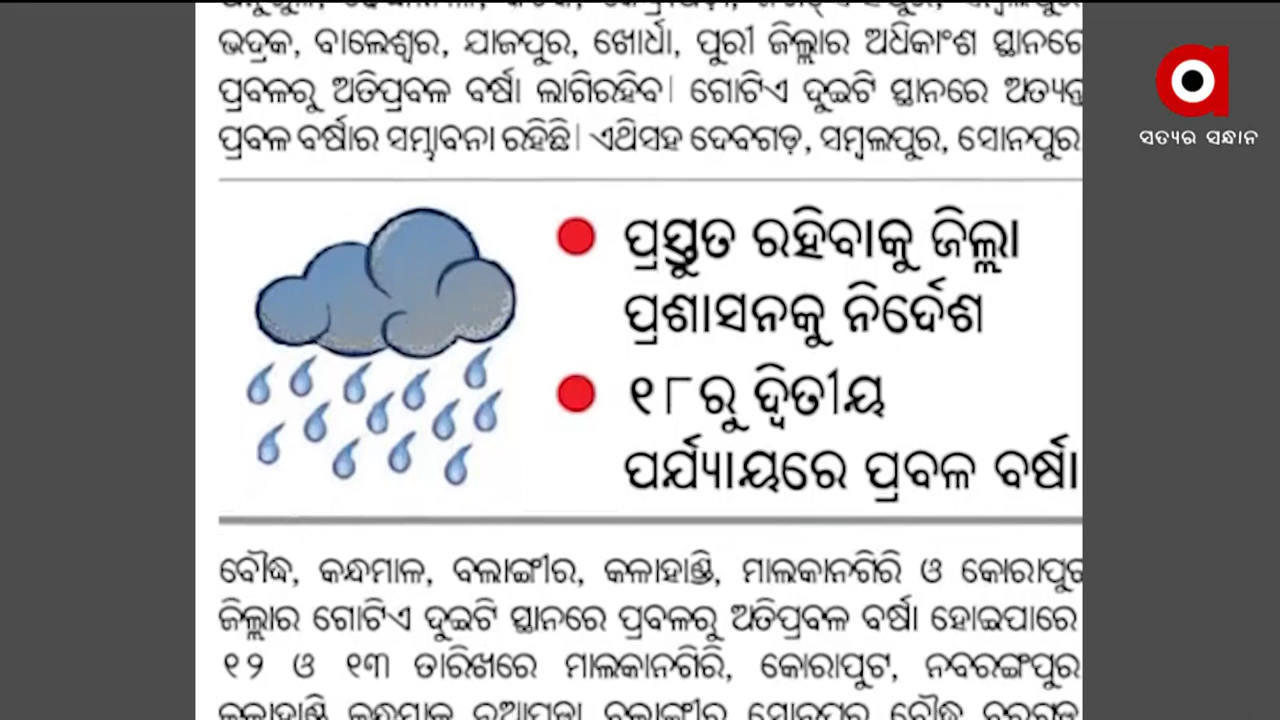 ଭଦ୍ରକ, ବାଲେଶ୍ୱର, ଯାଜପୁର, ଖୋର୍ଧା, ପୁରୀ ଜିଲ୍ଲାର ଅଧିକାଂଶ
ପ୍ରବଳରୁ ଅତିପ୍ରବଳ ବର୍ଷା ଲାଗିରହିବ। ଗୋଟିଏ ଦୁଇଟି ସ୍ଥାନରେ ଅତ୍ୟନ୍ତ
ପ୍ରବଳ ବର୍ଷାର ସମ୍ଭାବନା ରହିଛି। ଏଥିସହ ଦେବଗଡ଼, ସମ୍ବଲପୁର, ସୋନପୁର
ସତ୍ୟର ସନ୍ଧାନ
● ପ୍ରସ୍ତୁତ ରହିବାକୁ ଜିଲ୍ଲା
ପ୍ରଶାସନକୁ ନିର୍ଦେଶ
● ୧୮ରୁ ଦ୍ୱିତୀୟ
ପର୍ଯ୍ୟାୟରେ ପ୍ରବଳ ବର୍ଷା
ବୌଦ୍ଧ, କନ୍ଧମାଳ, ବଲାଙ୍ଗୀର, କଳାହାଣ୍ଡି, ମାଲକାନଗିରି ଓ କୋରାପୁଟ
ଜିଲ୍ଲାର ଗୋଟିଏ ଦୁଇଟି ସ୍ଥାନରେ ପ୍ରବଳରୁ ଅତିପ୍ରବଳ ବର୍ଷା ହୋଇପାରେ
୧୨ ଓ ୧୩ ତାରିଖରେ ମାଲକାନଗିରି, କୋରାପୁଟ, ନବରଙ୍ଗପୁର